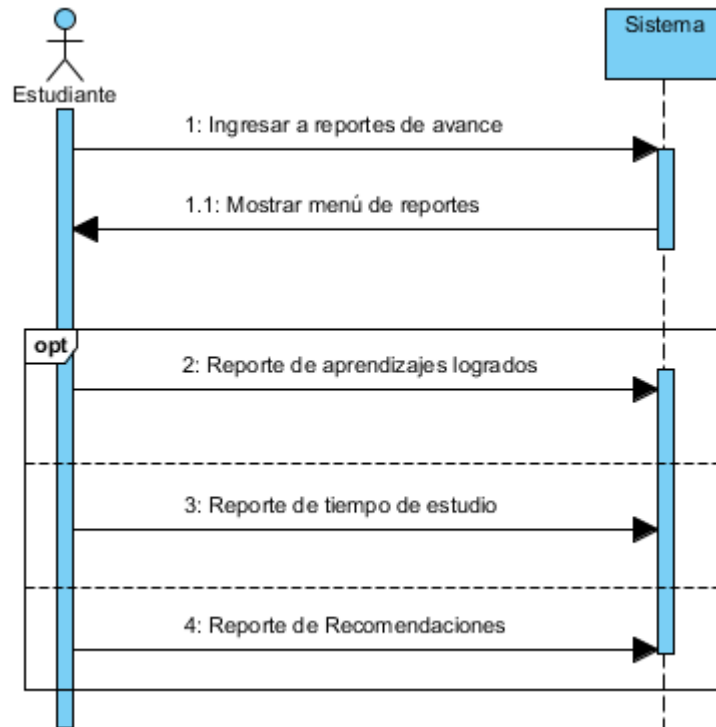 Sistema
Estudiante
1: Ingresar a reportes de avance
1.1: Mostrar menú de reportes
opt
2: Reporte de aprendizajes logrados
3: Reporte de tiempo de estudio
4: Reporte de Recomendaciones